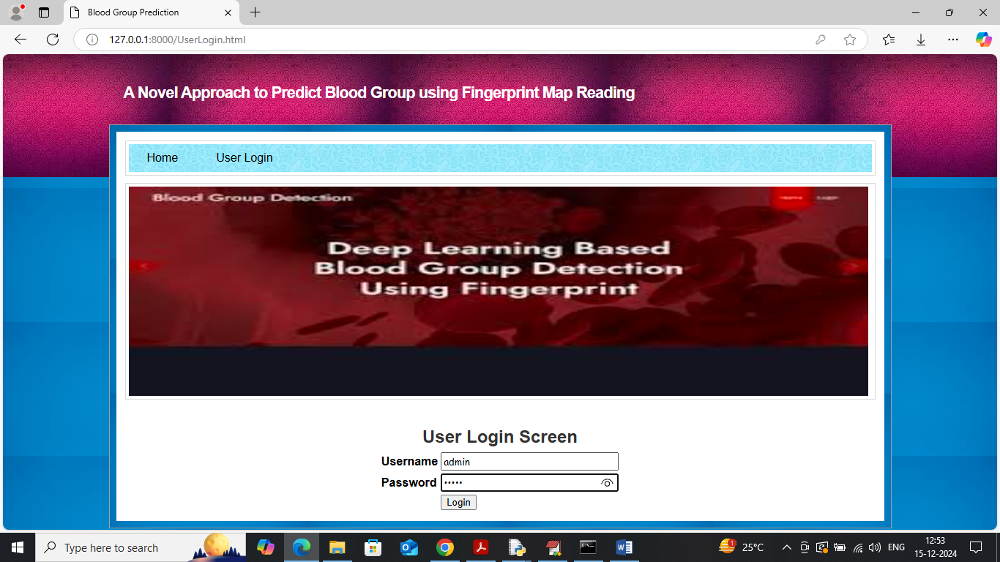 Blood Group Prediction
127.0.0.1:8000/UserLogin.html
A Novel Approach to Predict Blood Group using Fingerprint Map Reading
Home User Login
Blood Group Detection
Deep Learning Based
Blood Group Detection
Using Fingerprint
User Login Screen
Username admin
Password •••••
Login
Type here to search
1
25°C
ENG
12:53
15-12-2024